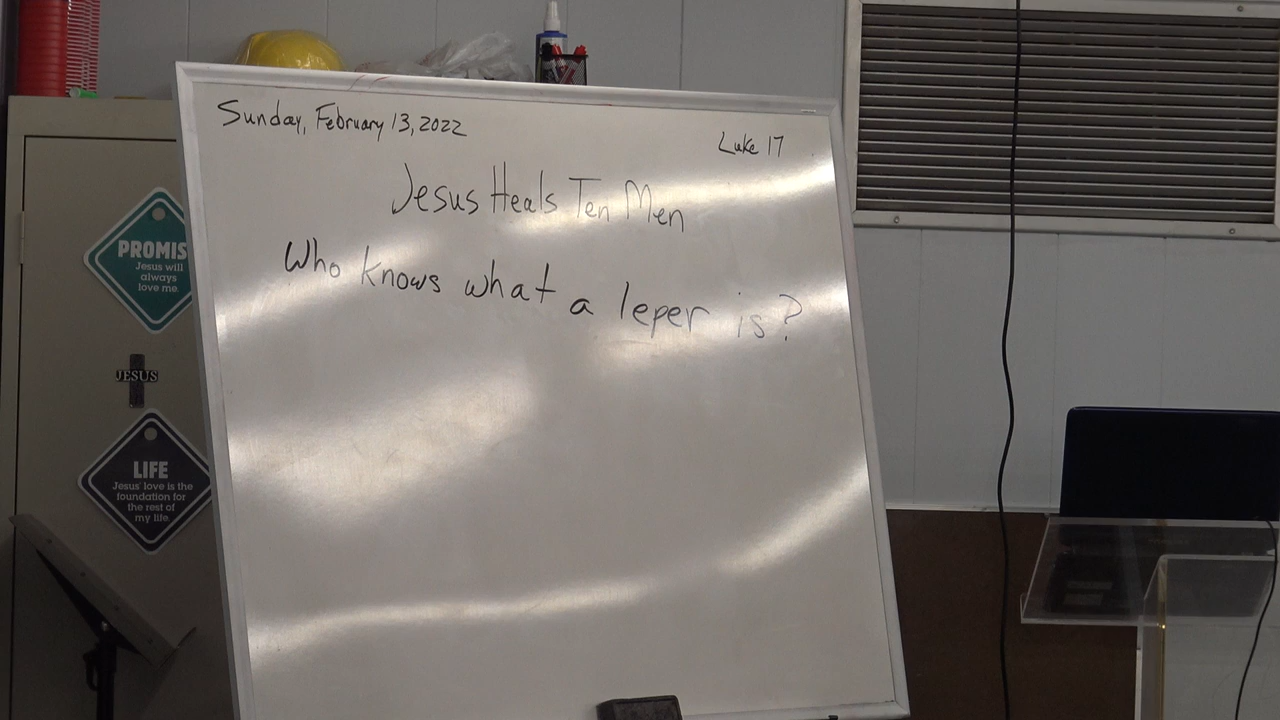 Sunday, February 13, 2022
Luke 17
Jesus Heals Ten Men
Who knows what a leper is?
PROMIS
Jesus will
always
love me.
JESUS
LIFE
Jesus' love is the
foundation for
the rest of
my life.